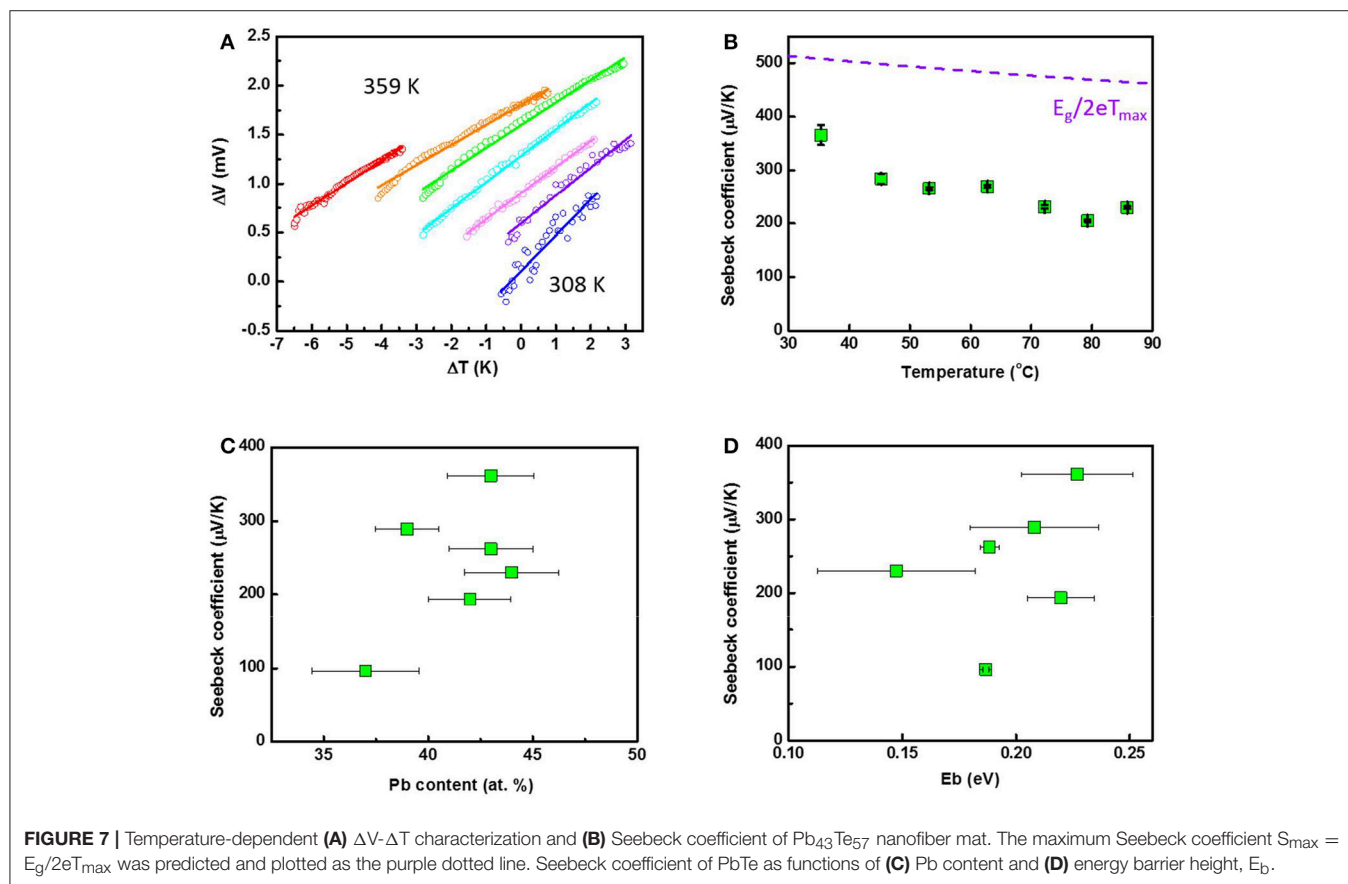 A
359 K
308 K
2.5
2.0
1.5
1.0
0.5
0.0
-0.5
ΔV (mV)
-7 -6 -5 -4 -3 -2 -1 0 1 2 3
ΔT (K)
B
E_g/2eT_max
500
400
300
200
100
0
Seebeck coefficient (µV/K)
30 40 50 60 70 80 90
Temperature (°C)
C
400
300
200
100
0
Seebeck coefficient (µV/K)
35 40 45 50
Pb content (at. %)
D
400
300
200
100
0
Seebeck coefficient (µV/K)
0.10 0.15 0.20 0.25
Eb (eV)
FIGURE 7 | Temperature-dependent (A) ΔV-ΔT characterization and (B) Seebeck coefficient of Pb₄₃Te₅₇ nanofiber mat. The maximum Seebeck coefficient S_max =
E_g/2eT_max was predicted and plotted as the purple dotted line. Seebeck coefficient of PbTe as functions of (C) Pb content and (D) energy barrier height, E_b.